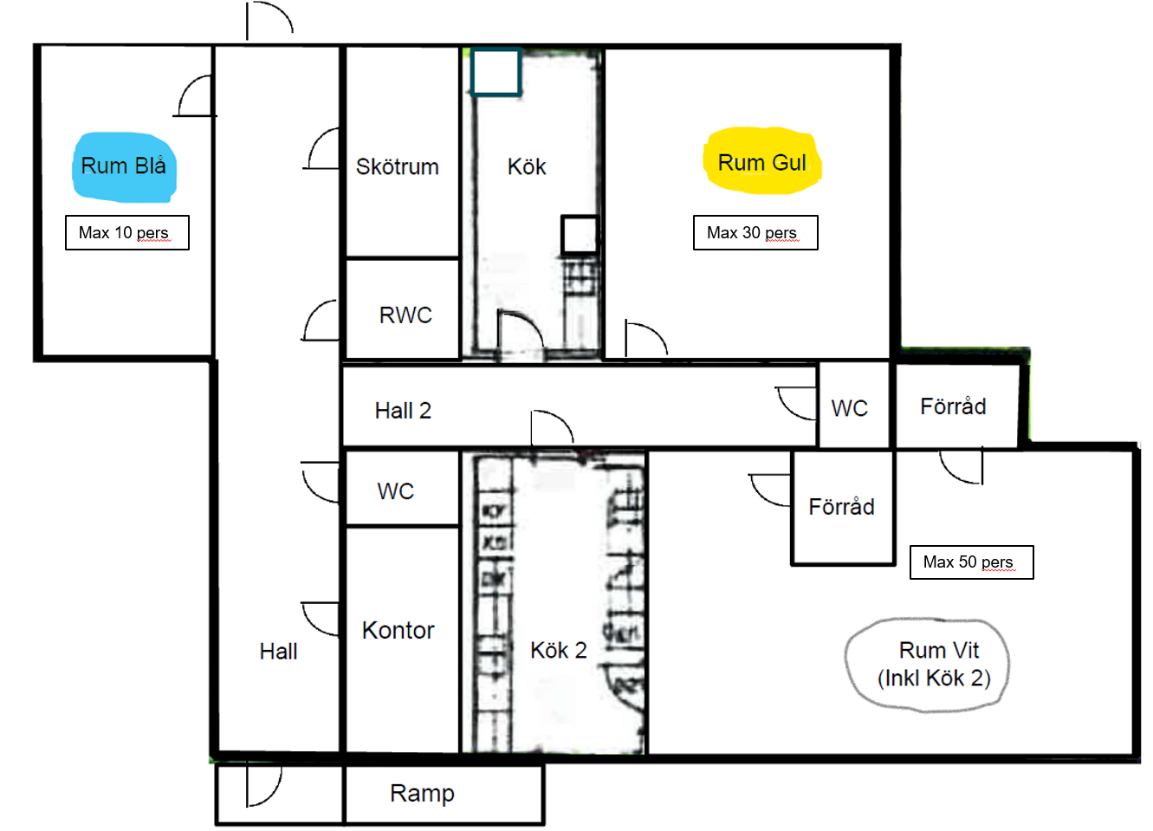 Rum Blå
Max 10 pers
Skötrum
Kök
Rum Gul
Max 30 pers
RWC
Hall 2
WC
Förråd
WC
KY
Förråd
Max 50 pers
Kontor
Hall
Kök 2
Rum Vit
(Inkl Kök 2)
Ramp